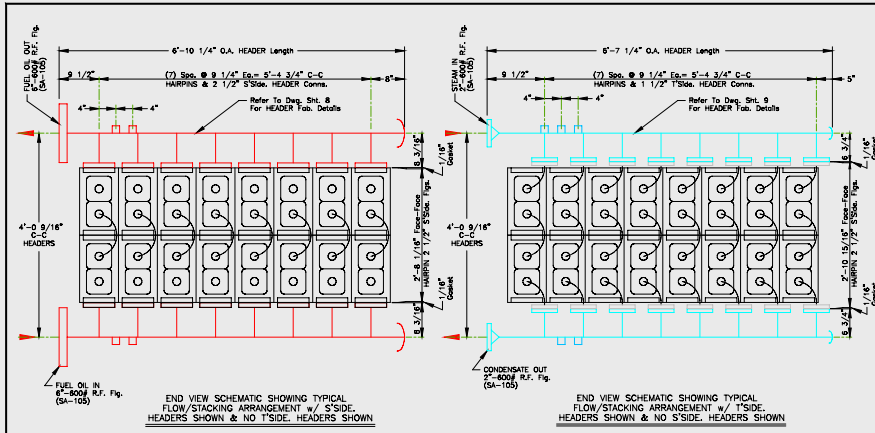 6'-10 1/4" O.A. HEADER Length
FUEL OIL OUT
6"-600# R.F. Flg.
(SA-105)
9 1/2"
(7) Spa. @ 9 1/4" Ea.= 5'-4 3/4" C-C
HAIRPINS & 2 1/2" S'Side. HEADER Conns.
8"
4"
4"
Refer To Dwg. Sht. 8
For HEADER Fab. Details
8 3/16"
1/16"
Gasket
4'-0 9/16"
C-C
HEADERS
2'-8 1/16" Face-Face
HAIRPIN 2 1/2" S'Side. Flgs.
1/16"
Gasket
8 3/16"
FUEL OIL IN
6"-600# R.F. Flg.
(SA-105)
END VIEW SCHEMATIC SHOWING TYPICAL
FLOW/STACKING ARRANGEMENT w/ S'SIDE.
HEADERS SHOWN & NO T'SIDE. HEADERS SHOWN
5'-7 1/4" O.A. HEADER Length
STEAM IN
2"-600# R.F. Flg.
(SA-105)
9 1/2"
(7) Spa. @ 9 1/4" Ea.= 5'-4 3/4" C-C
HAIRPINS & 1 1/2" T'Side. HEADER Conns.
5"
4"
4"
Refer To Dwg. Sht. 9
For HEADER Fab. Details
6 3/4"
1/16"
Gasket
4'-0 9/16"
C-C
HEADERS
2'-10 15/16" Face-Face
HAIRPIN 2 1/2" S'Side. Flgs.
1/16"
Gasket
6 3/4"
CONDENSATE OUT
2"-600# R.F. Flg.
(SA-105)
END VIEW SCHEMATIC SHOWING TYPICAL
FLOW/STACKING ARRANGEMENT w/ T'SIDE.
HEADERS SHOWN & NO S'SIDE. HEADERS SHOWN